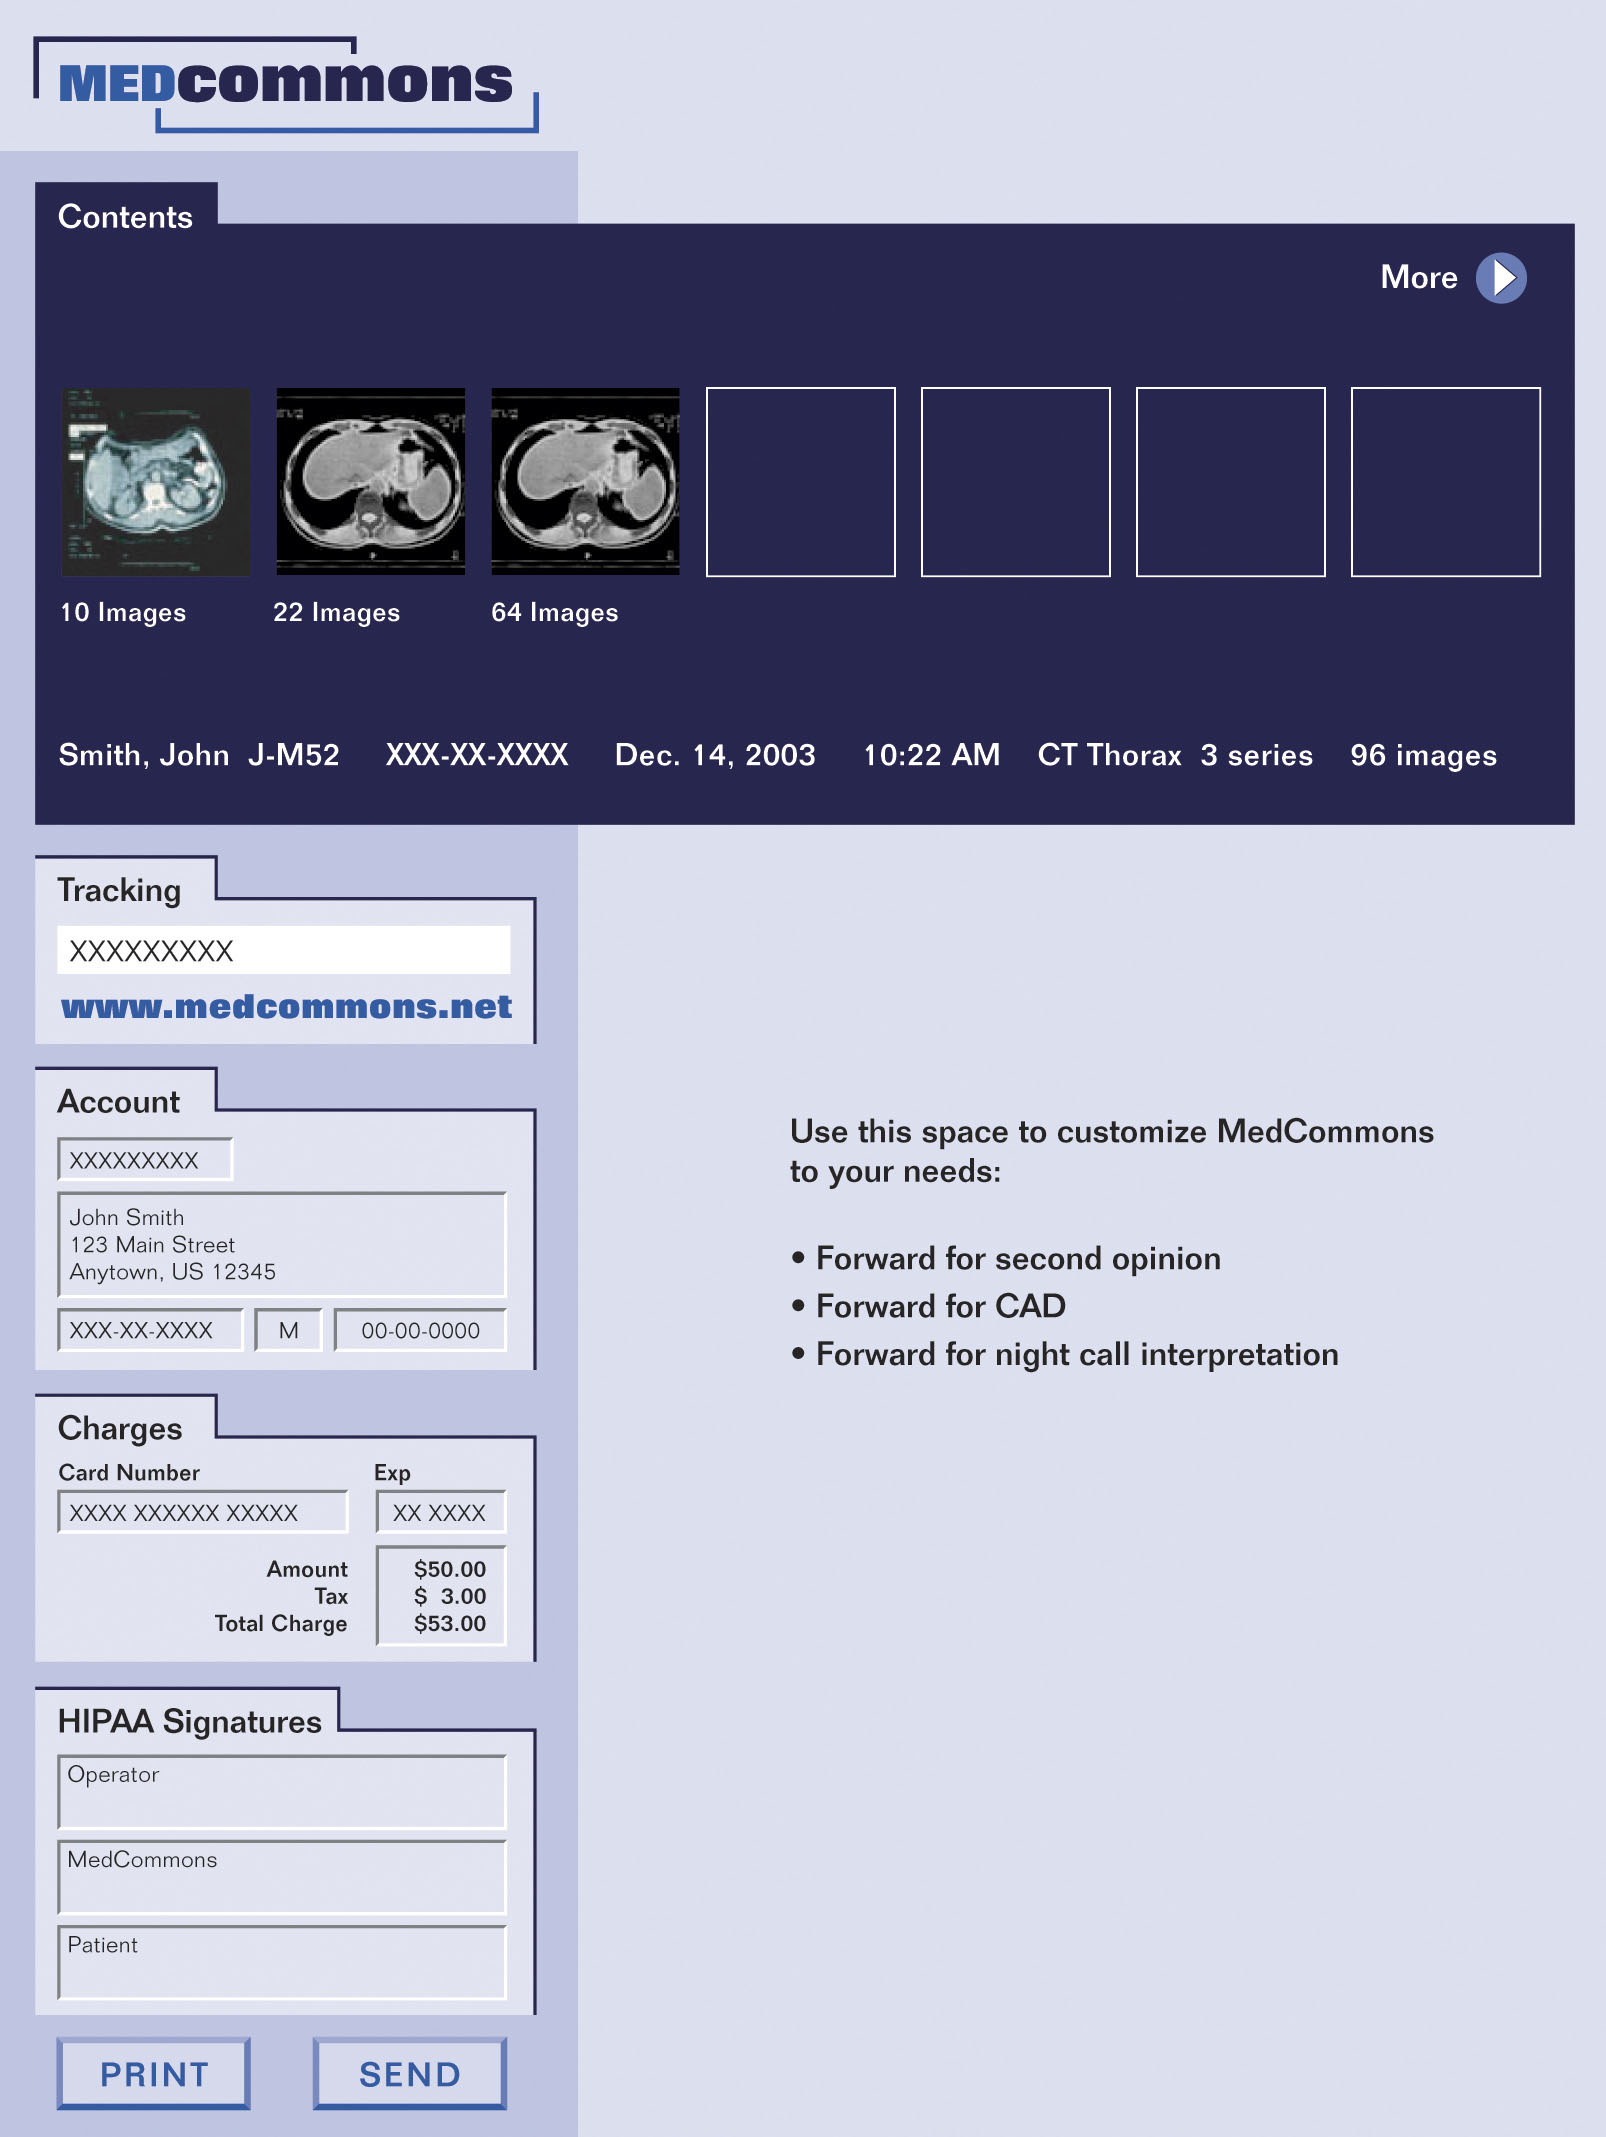 MEDcommons
Contents
More
10 Images
22 Images
64 Images
Smith, John J-M52 XXX-XX-XXXX Dec. 14, 2003 10:22 AM CT Thorax 3 series 96 images
Tracking
XXXXXXXXX
www.medcommons.net
Account
XXXXXXXXX
John Smith
123 Main Street
Anytown, US 12345
XXX-XX-XXXX M 00-00-0000
Charges
Card Number Exp
XXXX XXXXXX XXXXX XX XXXX
Amount $50.00
Tax $ 3.00
Total Charge $53.00
HIPAA Signatures
Operator
MedCommons
Patient
PRINT SEND
Use this space to customize MedCommons
to your needs:
• Forward for second opinion
• Forward for CAD
• Forward for night call interpretation